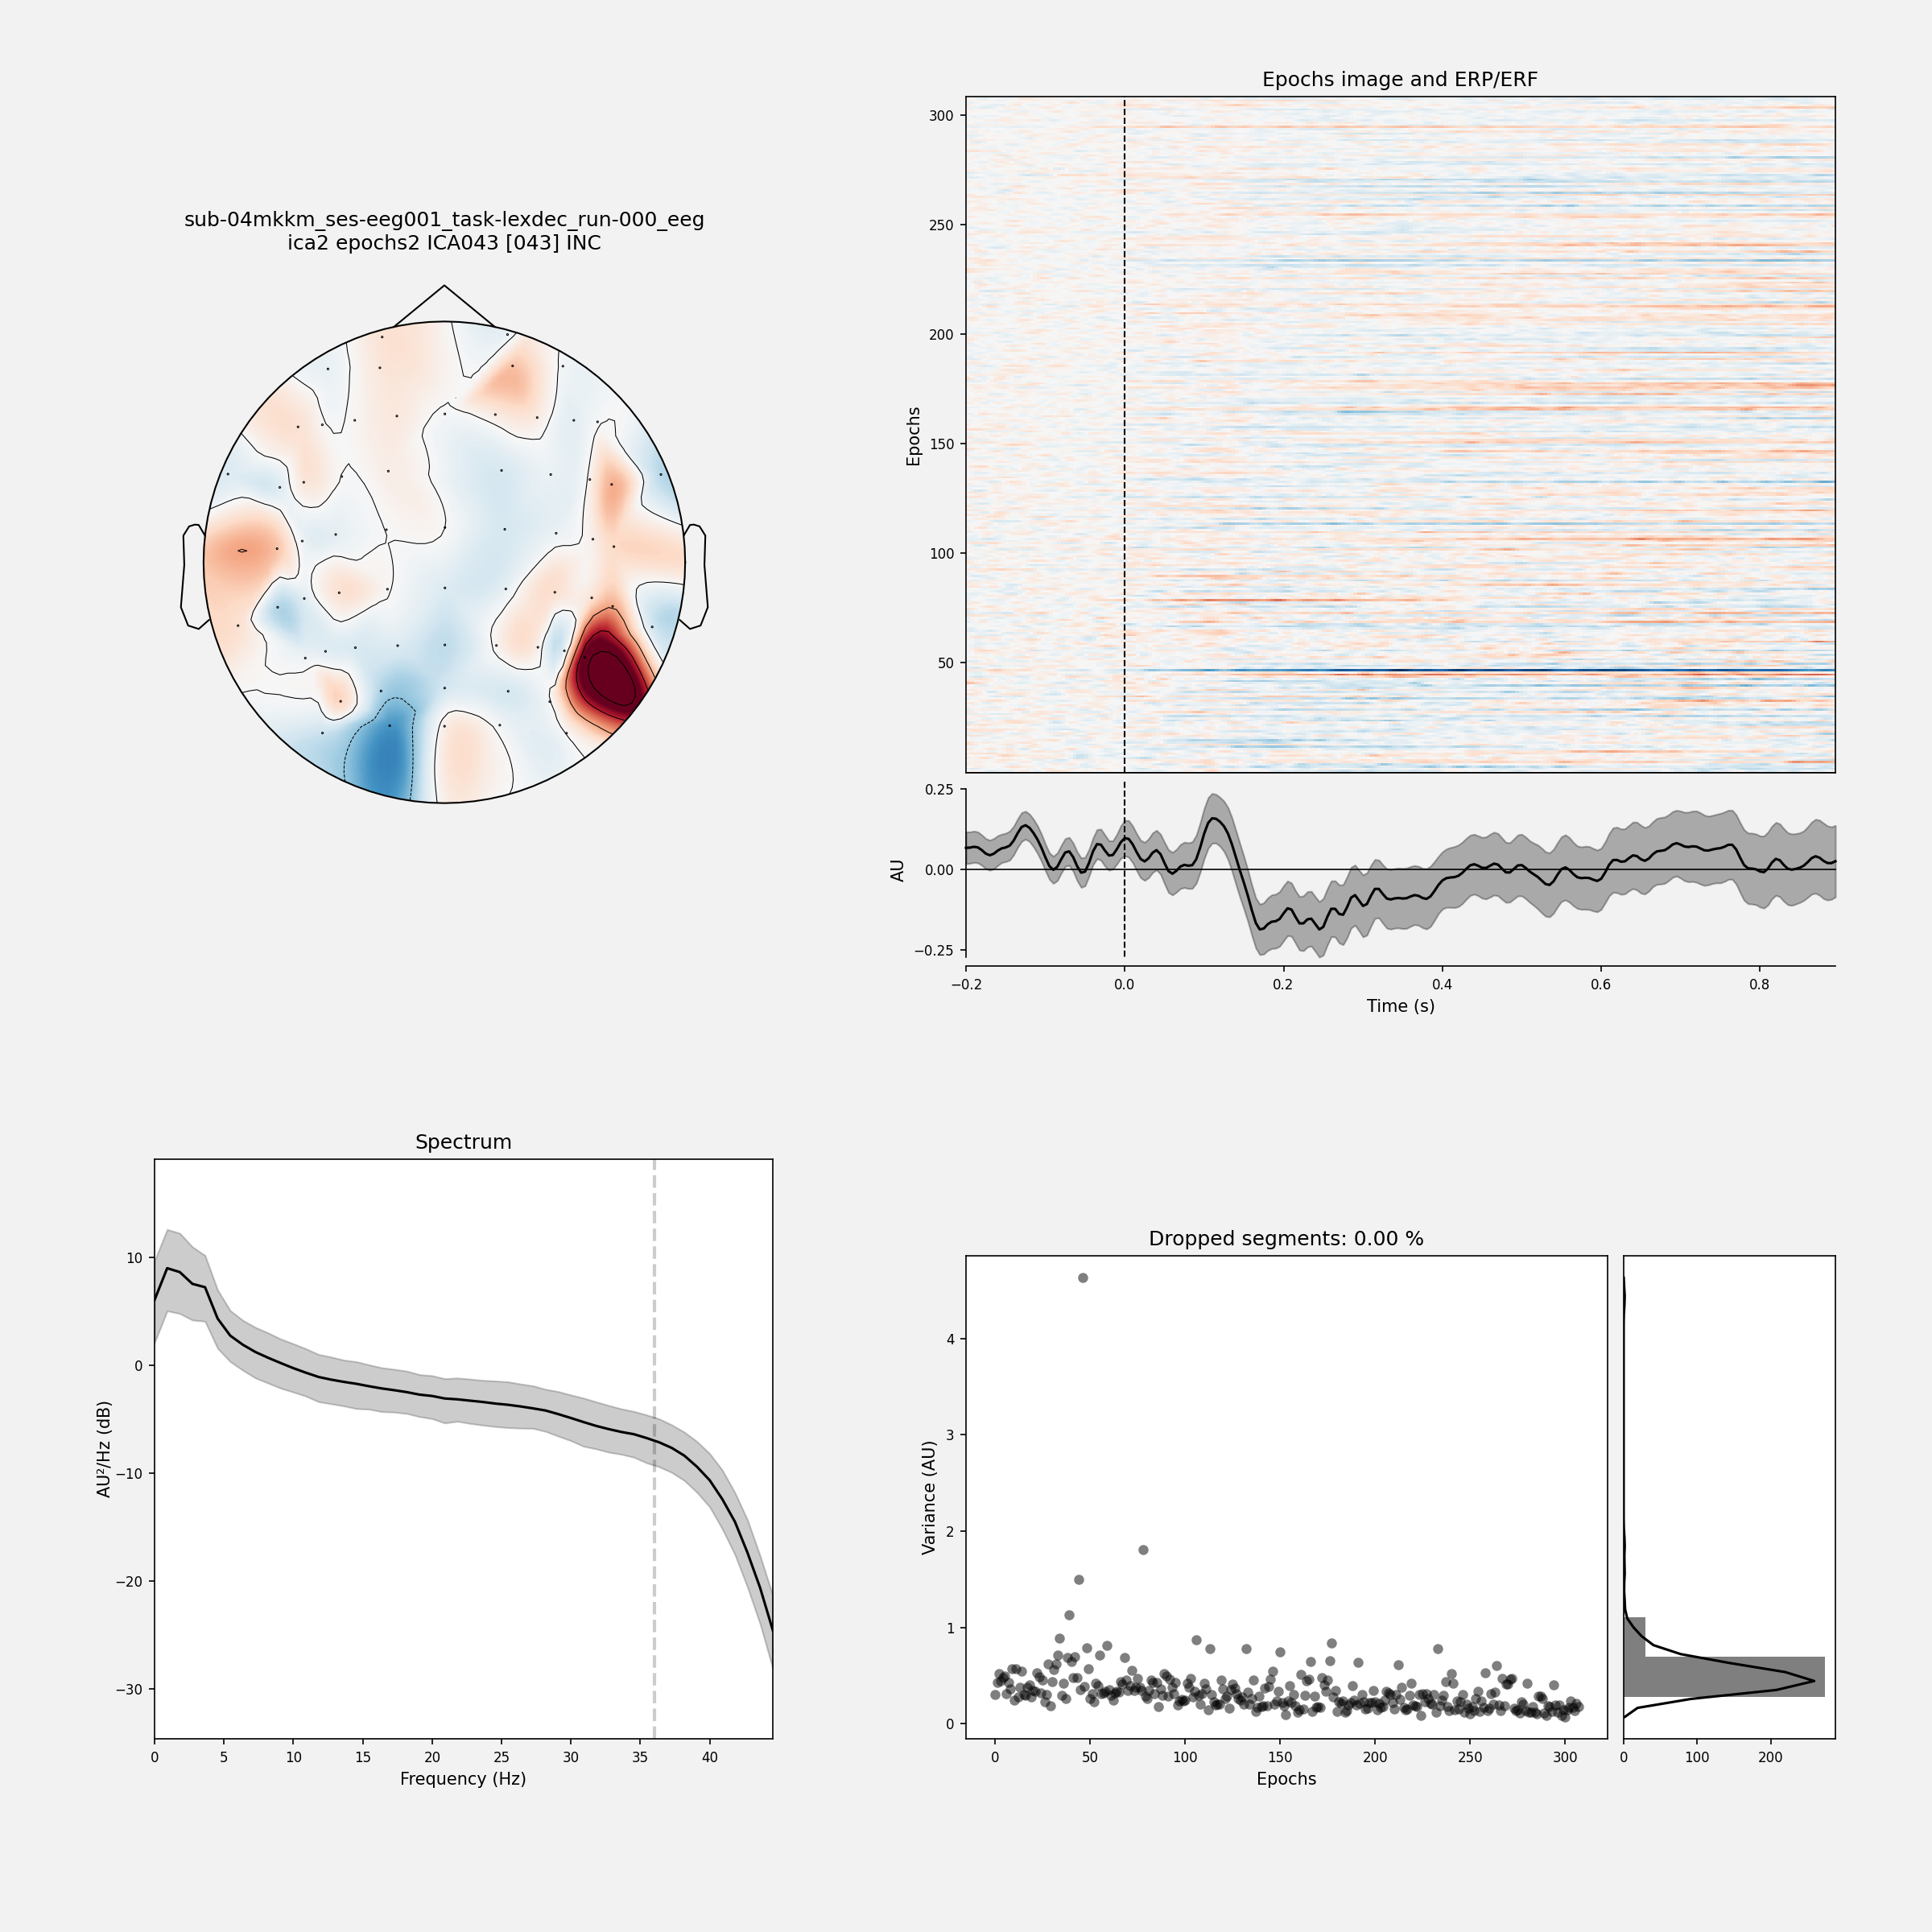 sub-04mkkm_ses-eeg001_task-lexdec_run-000_eeg
ica2 epochs2 ICA043 [043] INC
Epochs image and ERP/ERF
300
250
200
150
100
50
Epochs
0.25
0.00
−0.25
AU
−0.2 0.0 0.2 0.4 0.6 0.8
Time (s)
Spectrum
10
0
−10
−20
−30
AU²/Hz (dB)
0 5 10 15 20 25 30 35 40
Frequency (Hz)
Dropped segments: 0.00 %
4
3
2
1
0
Variance (AU)
0 50 100 150 200 250 300
Epochs
0 100 200